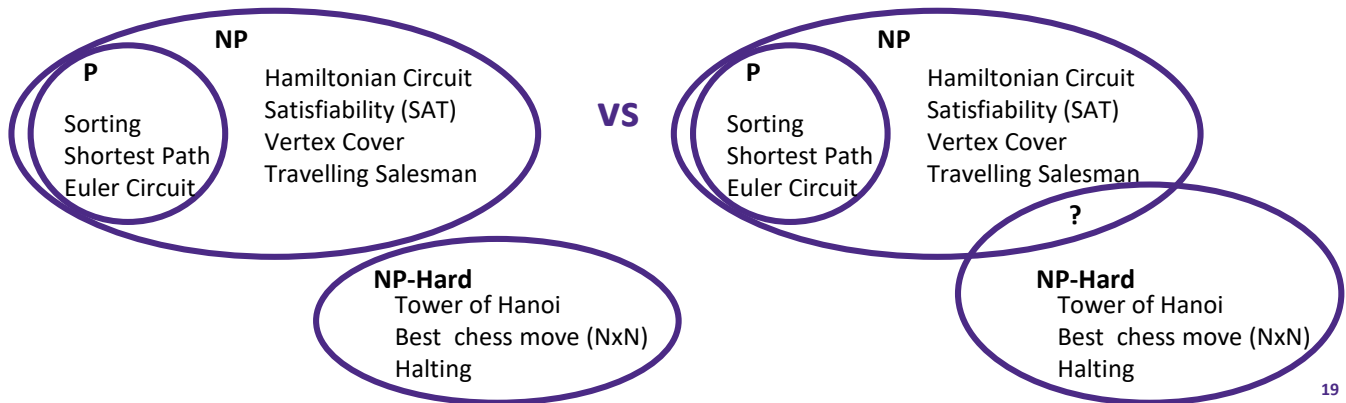 NP
P
Hamiltonian Circuit
Satisfiability (SAT)
Vertex Cover
Travelling Salesman
Sorting
Shortest Path
Euler Circuit
NP-Hard
Tower of Hanoi
Best chess move (NxN)
Halting
vs
NP
P
Hamiltonian Circuit
Satisfiability (SAT)
Vertex Cover
Travelling Salesman
Sorting
Shortest Path
Euler Circuit
?
NP-Hard
Tower of Hanoi
Best chess move (NxN)
Halting
19